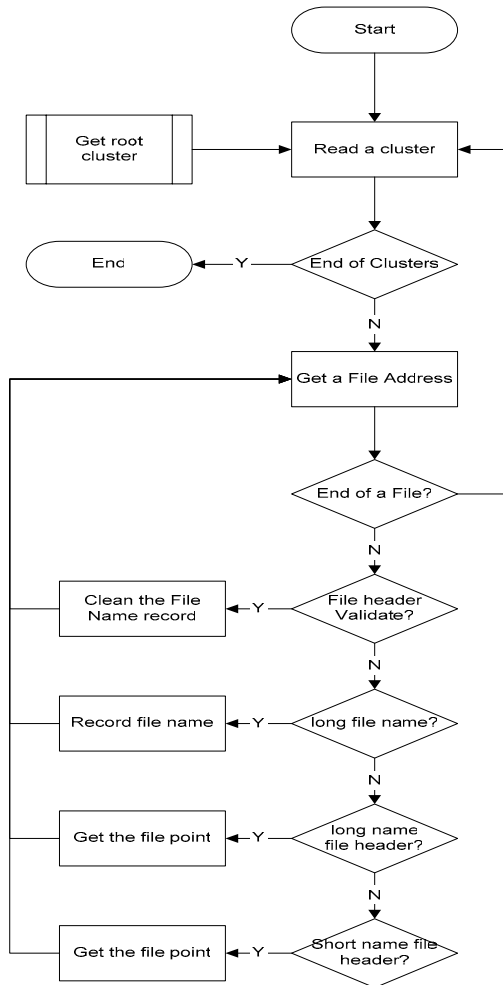 Start
Get root
cluster
Read a cluster
End
Y
End of Clusters
N
Get a File Address
End of a File?
N
Clean the File
Name record
Y
File header
Validate?
N
Record file name
Y
long file name?
N
Get the file point
Y
long name
file header?
N
Get the file point
Y
Short name file
header?